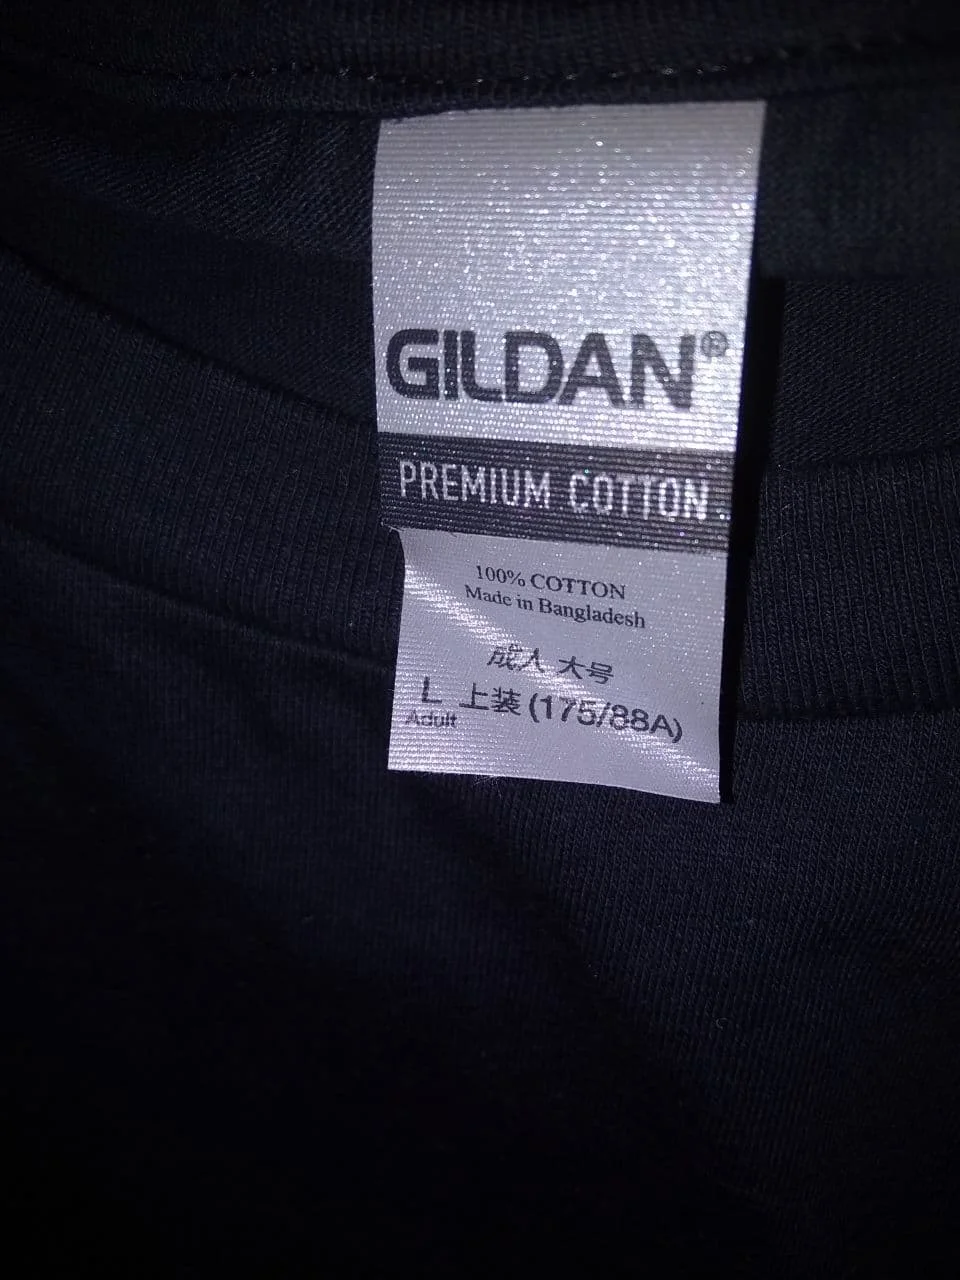 GILDAN®
PREMIUM COTTON
100% COTTON
Made in Bangladesh
成人 大号
L 上装 (175/88A)
Adult